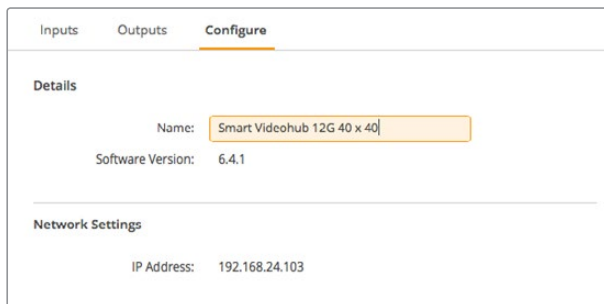 Inputs Outputs Configure
Details
Name: Smart Videohub 12G 40 x 40
Software Version: 6.4.1
Network Settings
IP Address: 192.168.24.103